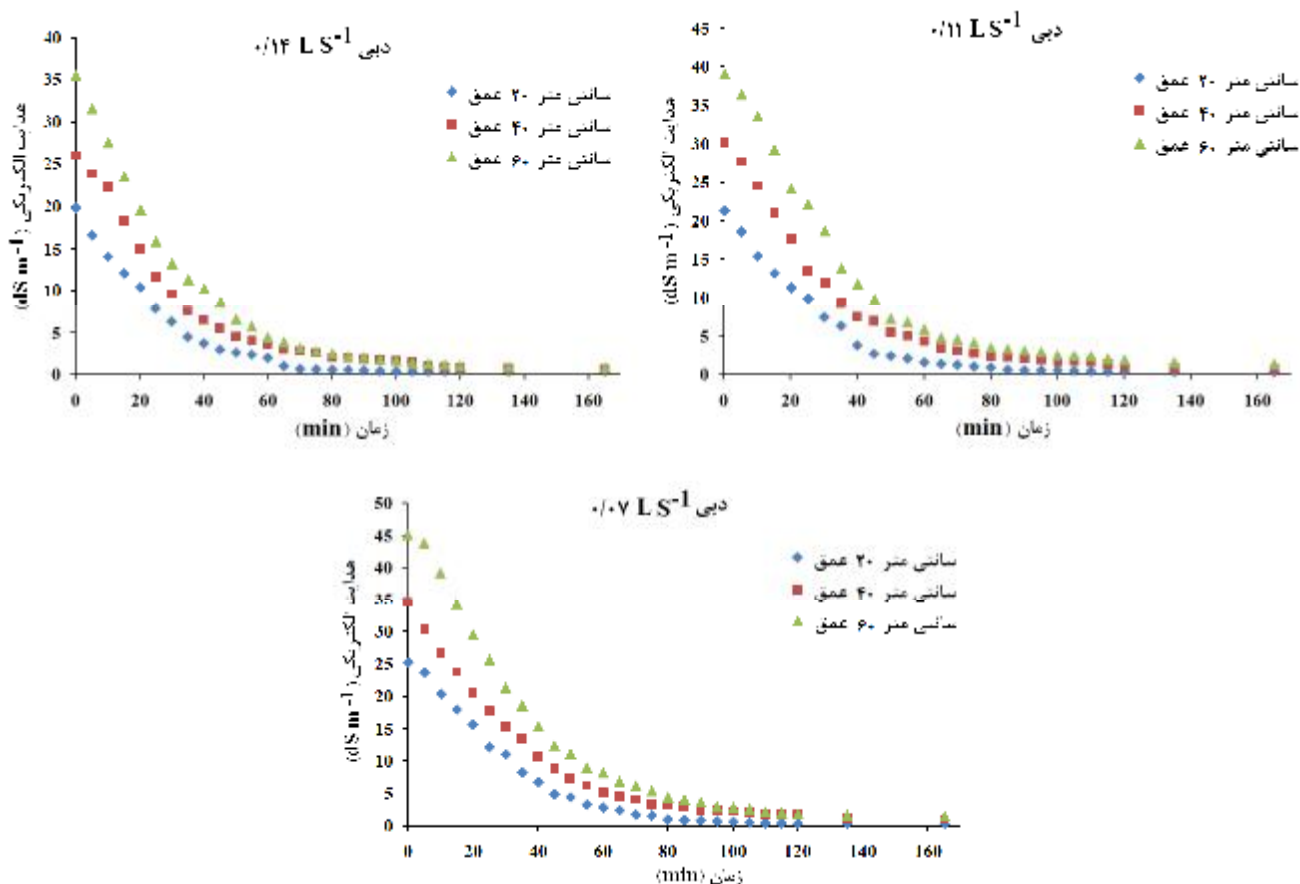 دبی ۰/۱۴ L S-1
هدایت الکتریکی (dS m-1)
40
35
30
25
20
15
10
5
0
سانتی متر ۲۰ عمق
سانتی متر ۴۰ عمق
سانتی متر ۶۰ عمق
0 20 40 60 80 100 120 140 160
زمان (min)
دبی ۰/۱۱ L S-1
هدایت الکتریکی (dS m-1)
45
40
35
30
25
20
15
10
5
0
سانتی متر ۲۰ عمق
سانتی متر ۴۰ عمق
سانتی متر ۶۰ عمق
0 20 40 60 80 100 120 140 160
زمان (min)
دبی ۰/۰۷ L S-1
هدایت الکتریکی (dS m-1)
50
45
40
35
30
25
20
15
10
5
0
سانتی متر ۲۰ عمق
سانتی متر ۴۰ عمق
سانتی متر ۶۰ عمق
0 20 40 60 80 100 120 140 160
زمان (min)